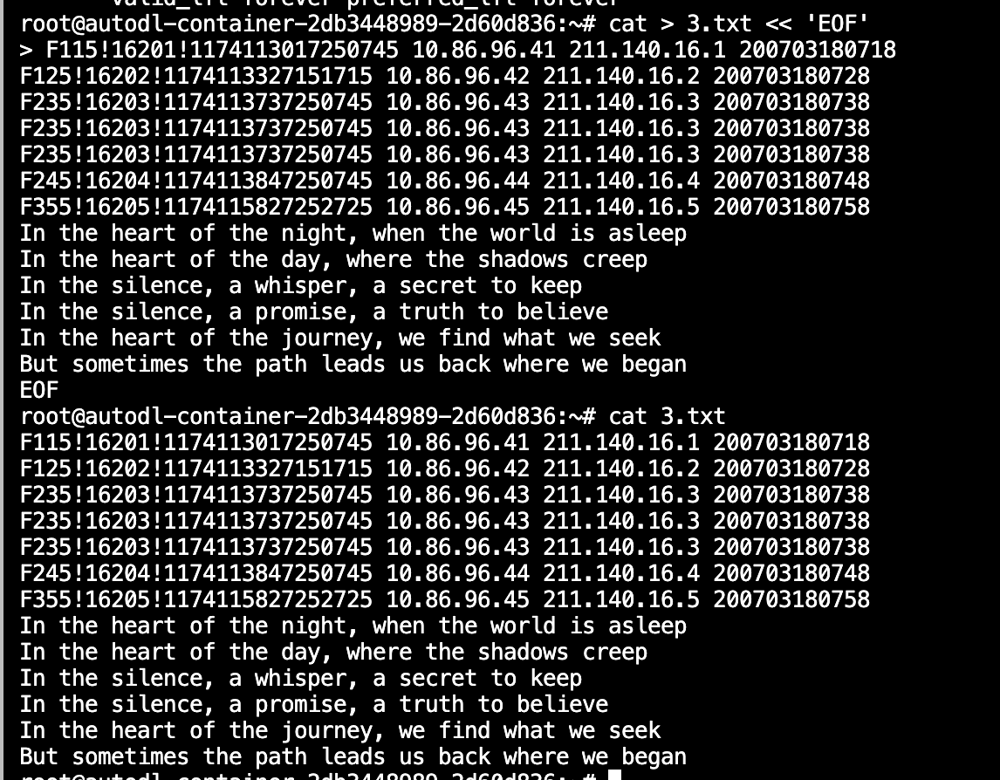 valid_lft forever preferred_lft forever
root@autodl-container-2db3448989-2d60d836:~# cat > 3.txt << 'EOF'
> F115!16201!1174113017250745 10.86.96.41 211.140.16.1 200703180718
F125!16202!1174113327151715 10.86.96.42 211.140.16.2 200703180728
F235!16203!1174113737250745 10.86.96.43 211.140.16.3 200703180738
F235!16203!1174113737250745 10.86.96.43 211.140.16.3 200703180738
F235!16203!1174113737250745 10.86.96.43 211.140.16.3 200703180738
F245!16204!1174113847250745 10.86.96.44 211.140.16.4 200703180748
F355!16205!1174115827252725 10.86.96.45 211.140.16.5 200703180758
In the heart of the night, when the world is asleep
In the heart of the day, where the shadows creep
In the silence, a whisper, a secret to keep
In the silence, a promise, a truth to believe
In the heart of the journey, we find what we seek
But sometimes the path leads us back where we began
EOF
root@autodl-container-2db3448989-2d60d836:~# cat 3.txt
F115!16201!1174113017250745 10.86.96.41 211.140.16.1 200703180718
F125!16202!1174113327151715 10.86.96.42 211.140.16.2 200703180728
F235!16203!1174113737250745 10.86.96.43 211.140.16.3 200703180738
F235!16203!1174113737250745 10.86.96.43 211.140.16.3 200703180738
F235!16203!1174113737250745 10.86.96.43 211.140.16.3 200703180738
F245!16204!1174113847250745 10.86.96.44 211.140.16.4 200703180748
F355!16205!1174115827252725 10.86.96.45 211.140.16.5 200703180758
In the heart of the night, when the world is asleep
In the heart of the day, where the shadows creep
In the silence, a whisper, a secret to keep
In the silence, a promise, a truth to believe
In the heart of the journey, we find what we seek
But sometimes the path leads us back where we began
root@autodl-container-2db3448989-2d60d836:~#